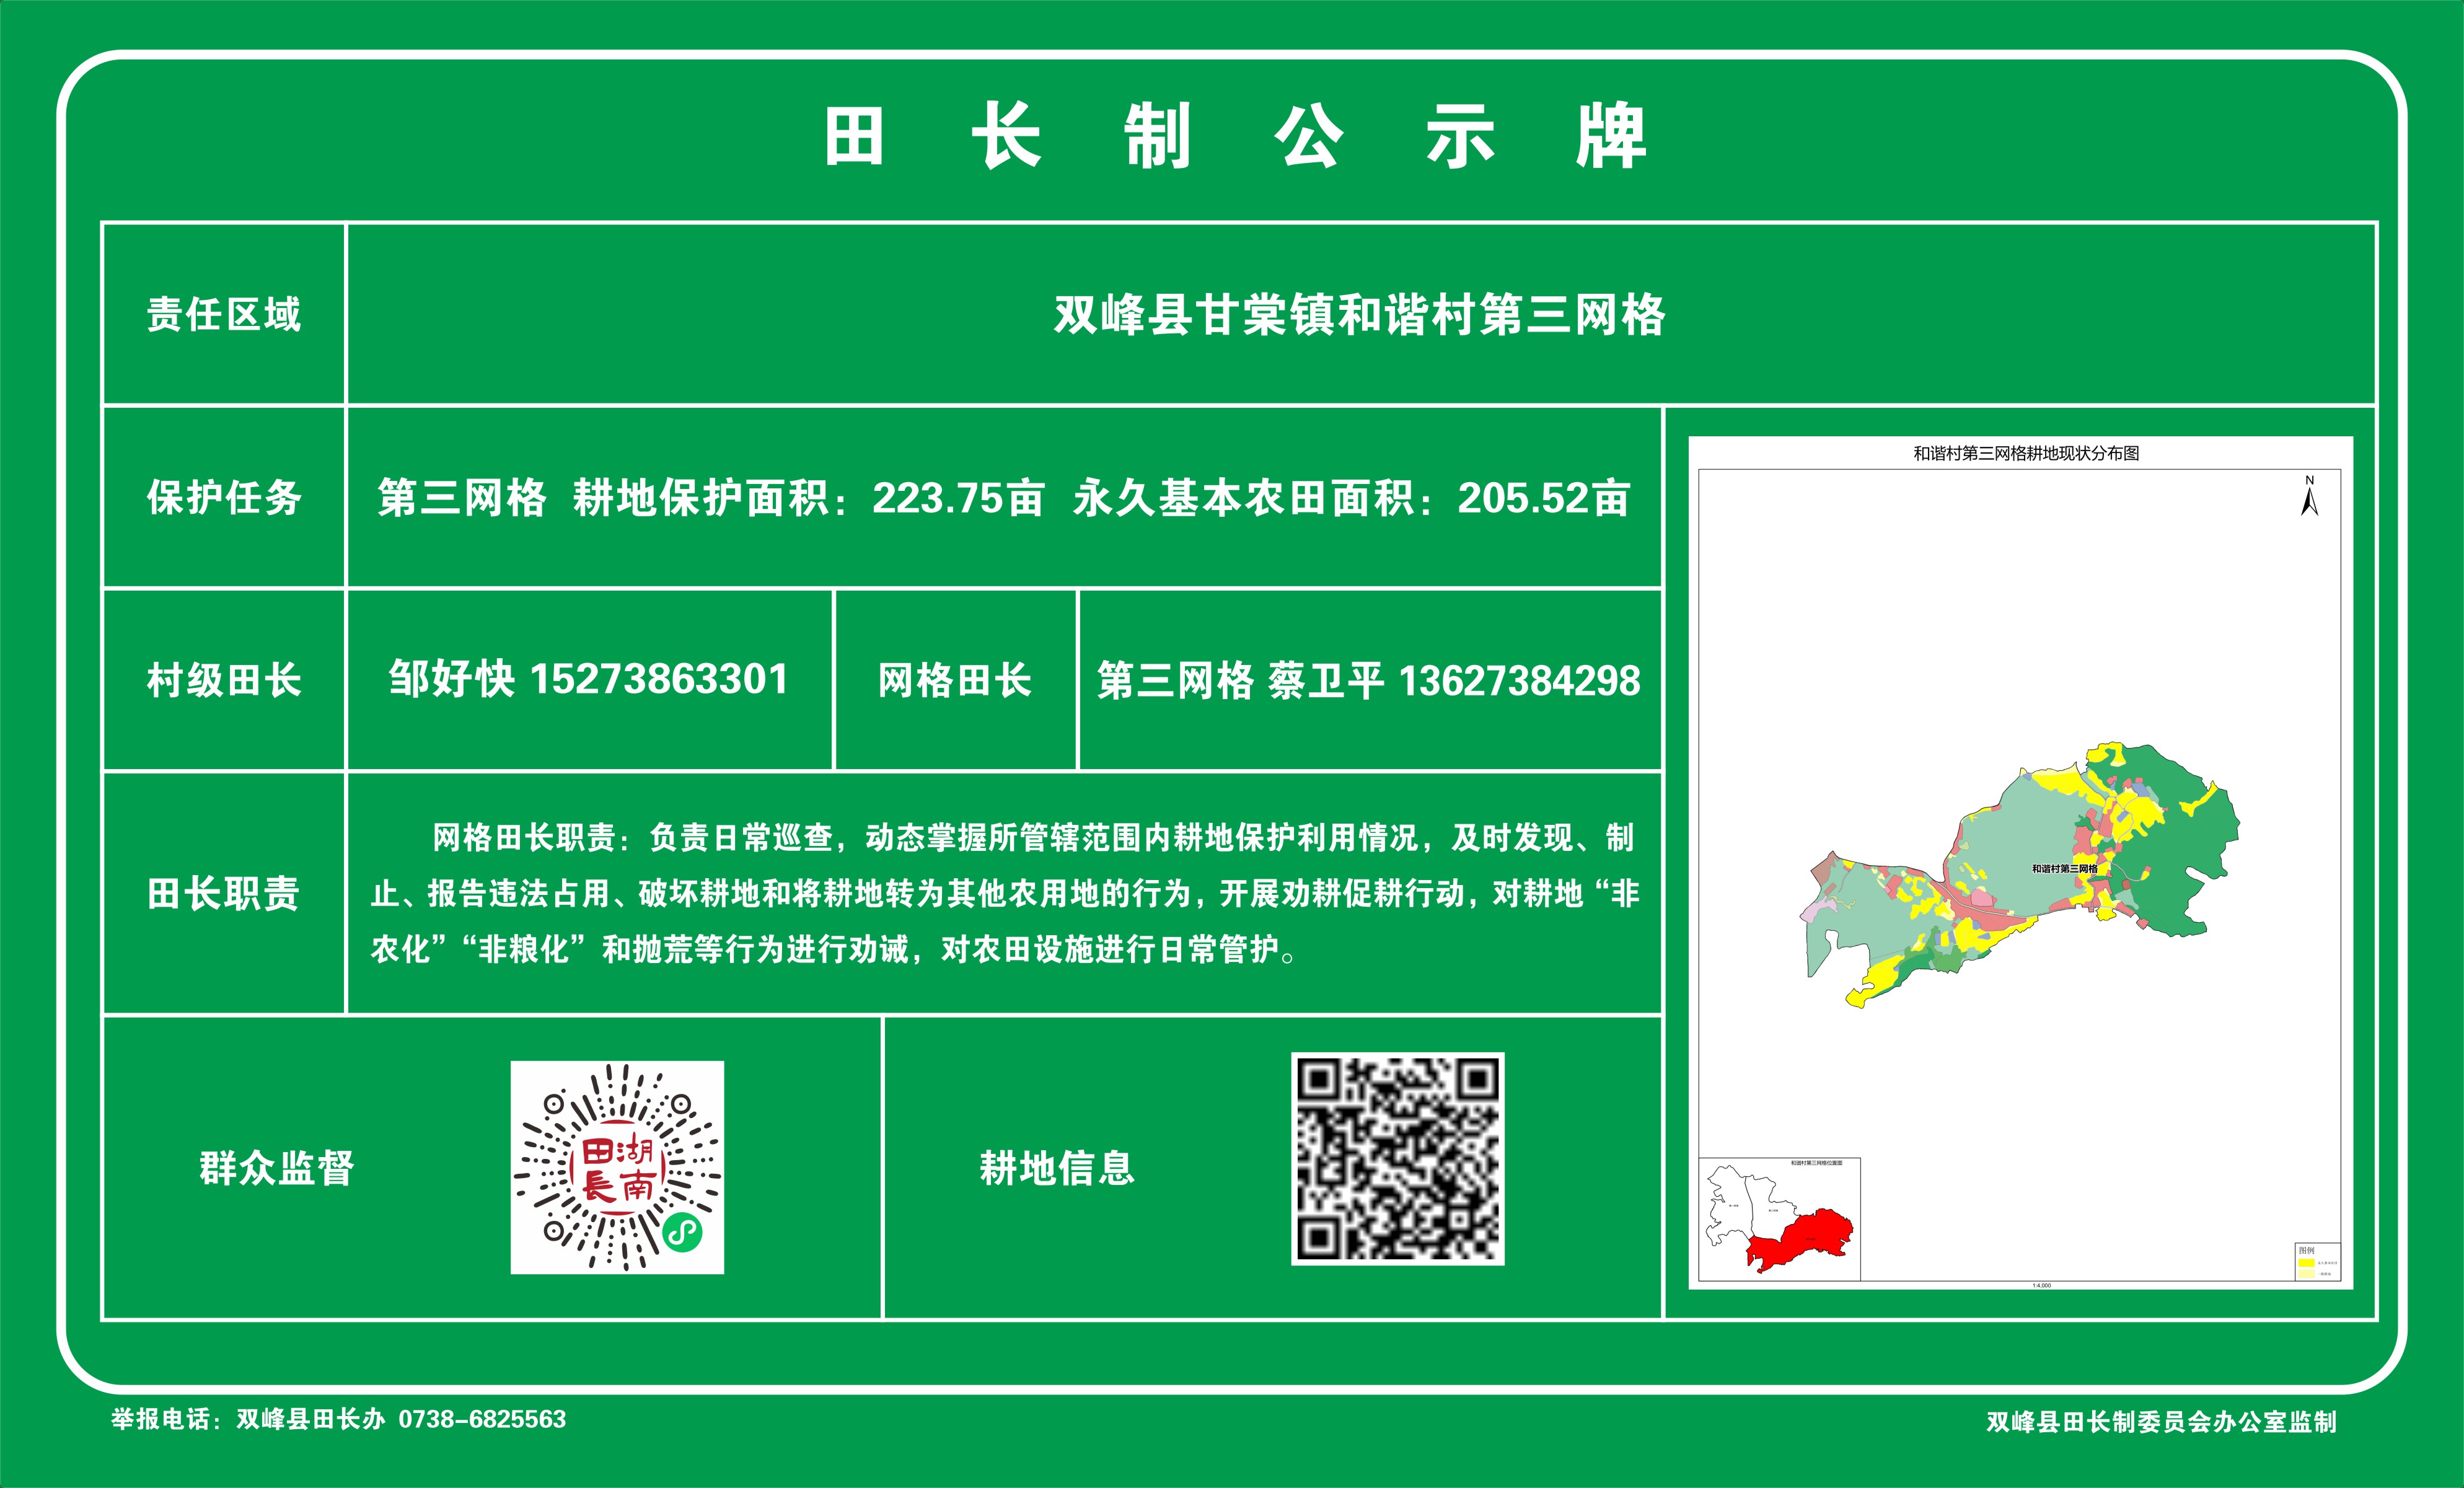 田长制公示牌
责任区域
双峰县甘棠镇和谐村第三网格
保护任务
第三网格 耕地保护面积：223.75亩 永久基本农田面积：205.52亩
村级田长
邹好快 15273863301
网格田长
第三网格 蔡卫平 13627384298
田长职责
网格田长职责：负责日常巡查，动态掌握所管辖范围内耕地保护利用情况，及时发现、制
止、报告违法占用、破坏耕地和将耕地转为其他农用地的行为，开展劝耕促耕行动，对耕地“非
农化”“非粮化”和抛荒等行为进行劝诫，对农田设施进行日常管护。
群众监督
田湖
長南
耕地信息
和谐村第三网格耕地现状分布图
N
和谐村第三网格
和谐村第三网格位置图
图例
1:4,000
举报电话：双峰县田长办 0738-6825563
双峰县田长制委员会办公室监制